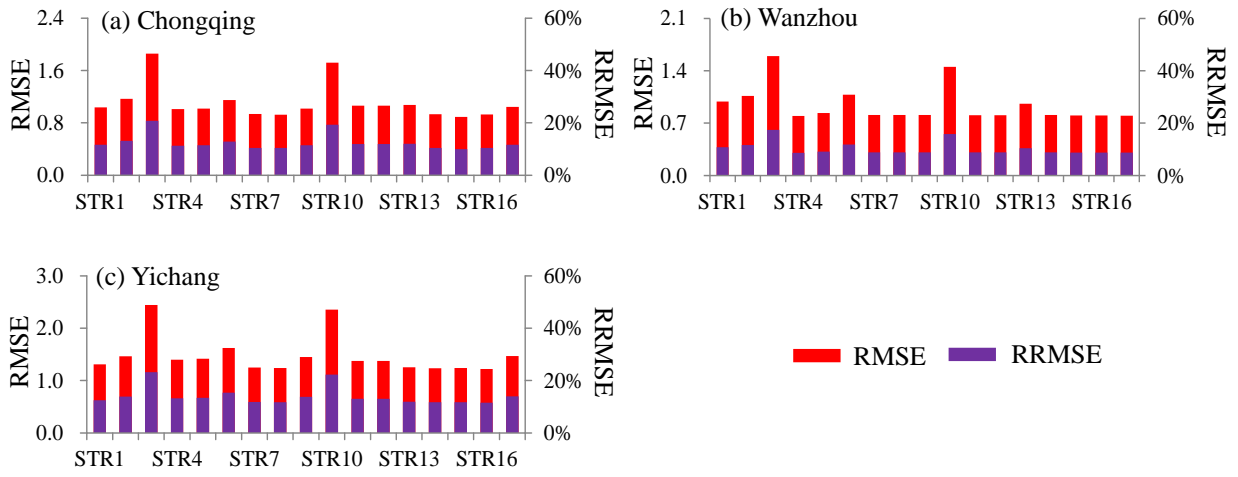 (a) Chongqing
2.4
1.6
0.8
0.0
RMSE
60%
40%
20%
0%
RRMSE
STR1 STR4 STR7 STR10 STR13 STR16
(b) Wanzhou
2.1
1.4
0.7
0.0
RMSE
60%
40%
20%
0%
RRMSE
STR1 STR4 STR7 STR10 STR13 STR16
(c) Yichang
3.0
2.0
1.0
0.0
RMSE
60%
40%
20%
0%
RRMSE
STR1 STR4 STR7 STR10 STR13 STR16
RMSE RRMSE